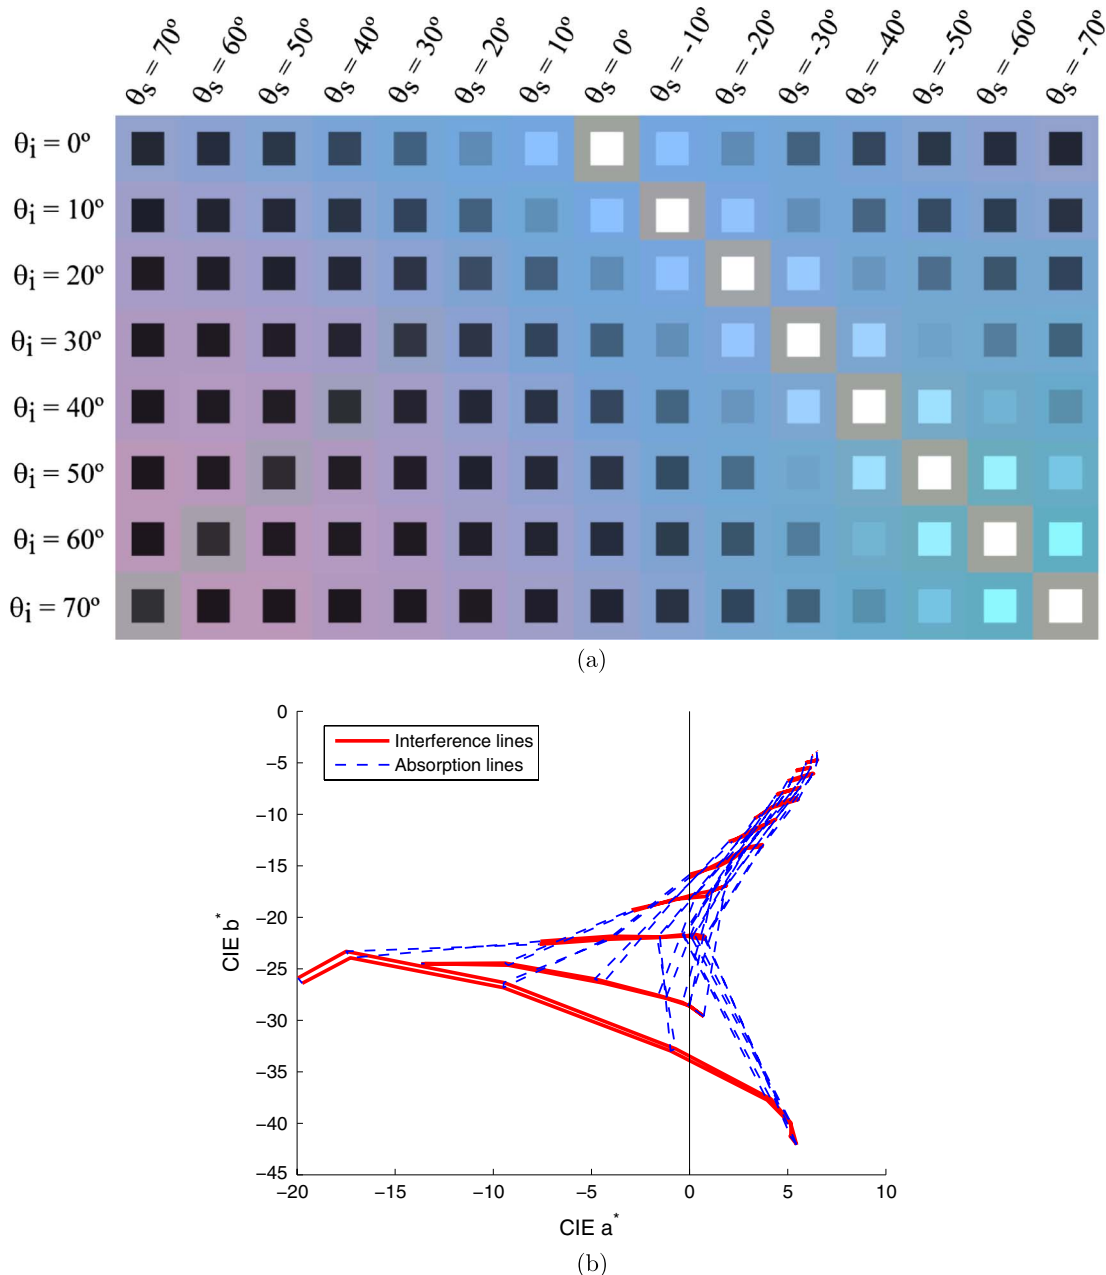 θs = 70º θs = 60º θs = 50º θs = 40º θs = 30º θs = 20º θs = 10º θs = 0º θs = -10º θs = -20º θs = -30º θs = -40º θs = -50º θs = -60º θs = -70º
θi = 0º
θi = 10º
θi = 20º
θi = 30º
θi = 40º
θi = 50º
θi = 60º
θi = 70º
(a)
0
Interference lines
−5
Absorption lines
−10
−15
−20
CIE b*
−25
−30
−35
−40
−45
−20 −15 −10 −5 0 5 10
CIE a*
(b)